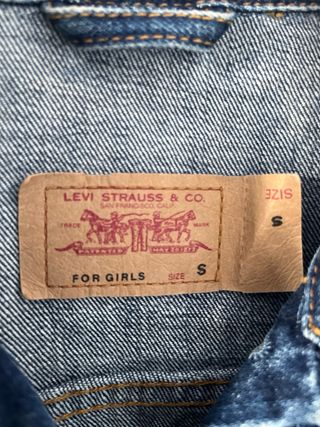 LEVI STRAUSS & CO.
SAN FRANCISCO, CALIF.
TRADE MARK
PATENTED MAY 20 1873
FOR GIRLS SIZE S
SIZE
S